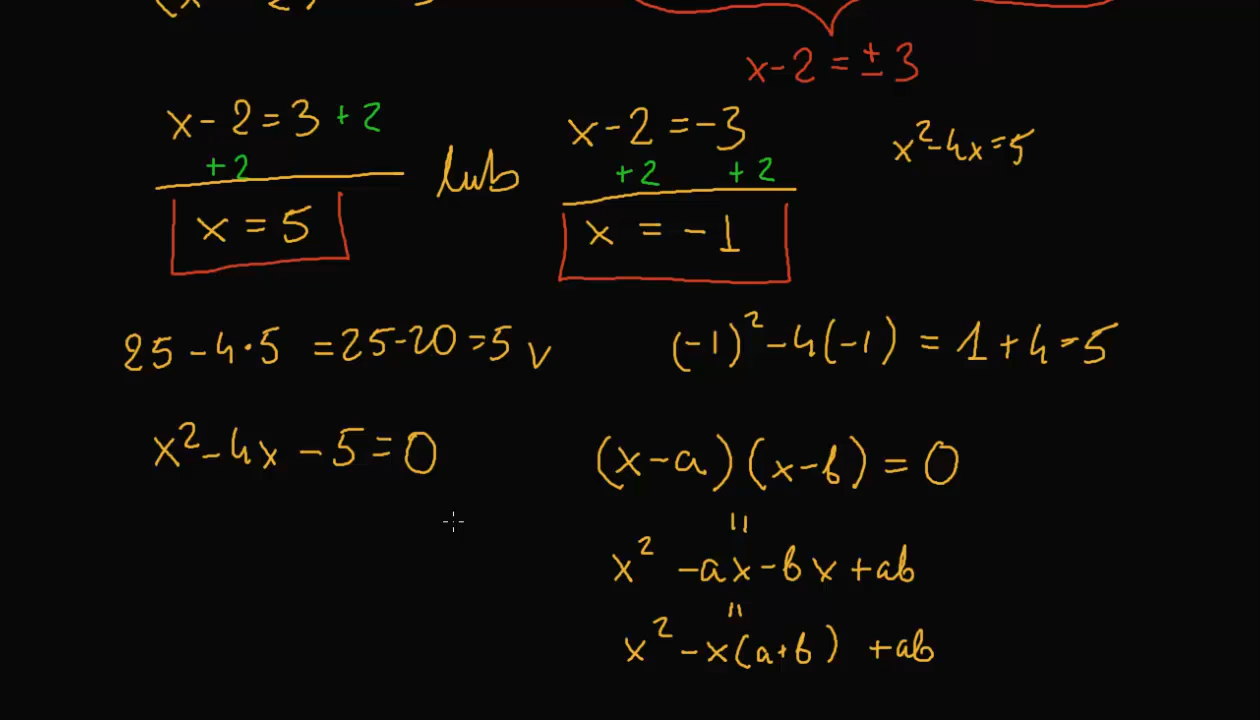 x-2=±3
x-2=3+2
+2
x=5
lub
x-2=-3
+2 +2
x=-1
x²-4x=5
25-4·5=25-20=5 v
(-1)²-4(-1)=1+4=5
x²-4x-5=0
(x-a)(x-b)=0
=
x²-ax-bx+ab
=
x²-x(a+b)+ab